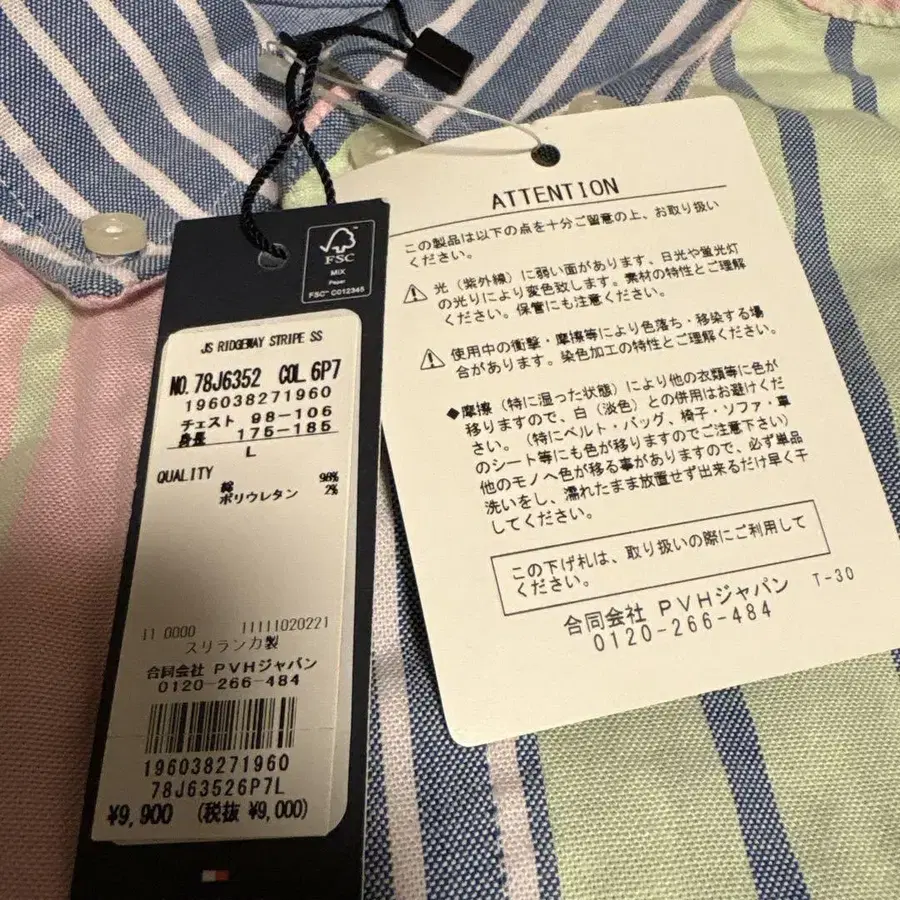 FSC
MIX
Paper
FSC™ C012345
JS RIDGEWAY STRIPE SS
NO. 78J6352 COL. 6P7
196038271960
チェスト 98-106
身長 175-185
L
QUALITY
綿 98%
ポリウレタン 2%
11 0000 11111020221
スリランカ製
合同会社 PVHジャパン
0120-266-484
196038271960
78J63526P7L
¥9,900 (税抜 ¥9,000)
ATTENTION
この製品は以下の点を十分ご留意の上、お取り扱い
ください。
光（紫外線）に弱い面があります、日光や蛍光灯
の光りにより変色致します。素材の特性とご理解
ください。保管にも注意ください。
使用中の衝撃・摩擦等により色落ち・移染する場
合があります。染色加工の特性とご理解ください。
◆摩擦（特に湿った状態）により他の衣類等に色が
移りますので、白（淡色）との併用はお避けくだ
さい。（特にベルト・バッグ、椅子・ソファ・車
のシート等にも色が移りますのでご注意下さい）
他のモノへ色が移る事がありますので、必ず単品
洗いをし、濡れたまま放置せず出来るだけ早く干
してください。
この下げ札は、取り扱いの際にご利用して
ください。
合同会社 PVHジャパン T-30
0120-266-484